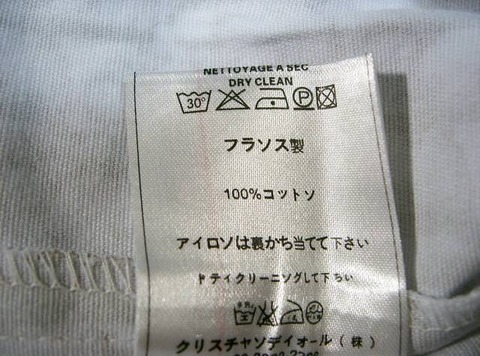 NETTOYAGE A SEC
DRY CLEAN
30° P
フラソス製
100%コットソ
アイロソは裏かち当てて下さい
ドティクリーニソグして下ちい
クリスチャソディオール(株)